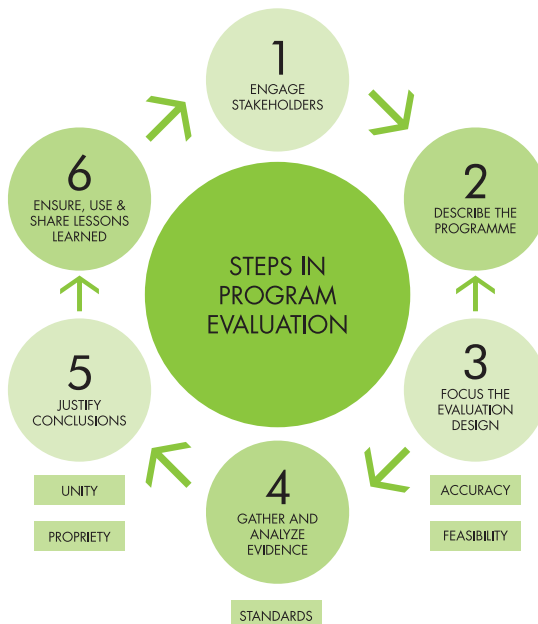 1
ENGAGE
STAKEHOLDERS
2
DESCRIBE THE
PROGRAMME
3
FOCUS THE
EVALUATION
DESIGN
4
GATHER AND
ANALYZE
EVIDENCE
5
JUSTIFY
CONCLUSIONS
6
ENSURE, USE &
SHARE LESSONS
LEARNED
STEPS IN
PROGRAM
EVALUATION
UNITY
PROPRIETY
ACCURACY
FEASIBILITY
STANDARDS